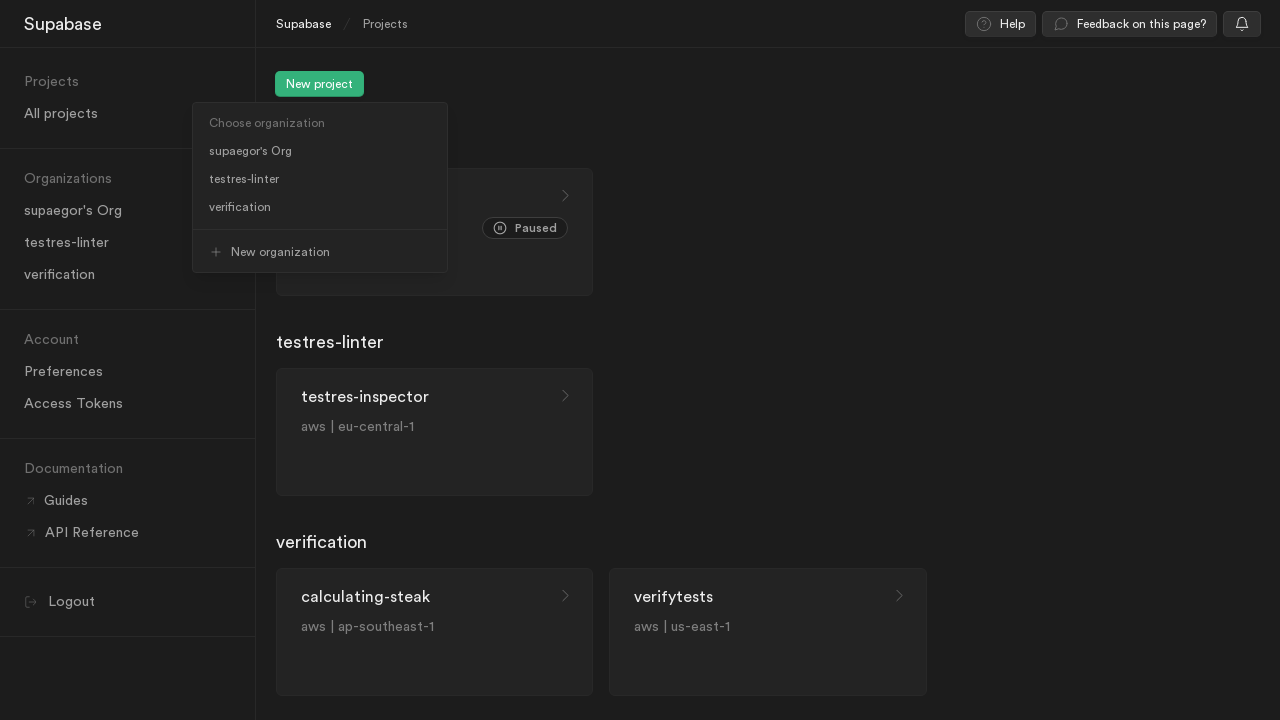 Supabase
Projects
All projects
Organizations
supaegor's Org
testres-linter
verification
Account
Preferences
Access Tokens
Documentation
Guides
API Reference
Logout
Supabase / Projects
Help
Feedback on this page?
New project
Choose organization
supaegor's Org
testres-linter
verification
New organization
Paused
testres-linter
testres-inspector
aws | eu-central-1
verification
calculating-steak
aws | ap-southeast-1
verifytests
aws | us-east-1